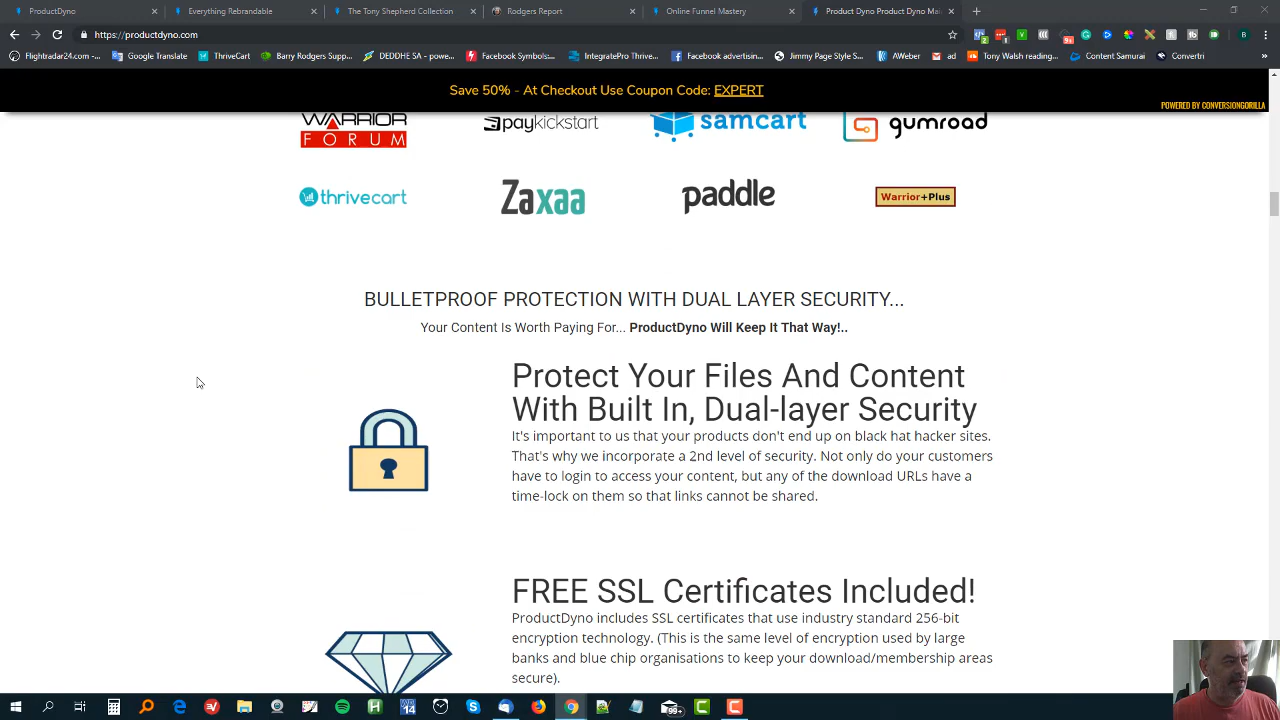 ProductDyno
Everything Rebrandable
The Tony Shepherd Collection
Rodgers Report
Online Funnel Mastery
Product Dyno Product Dyno Mai
https://productdyno.com
Flightradar24.com -...
Google Translate
ThriveCart
Barry Rodgers Supp...
DEDDHE SA - powe...
Facebook Symbols:...
IntegratePro Thrive...
Facebook advertisin...
Jimmy Page Style S...
AWeber
ad
Tony Walsh reading...
Content Samurai
Convertri
Save 50% - At Checkout Use Coupon Code: EXPERT
POWERED BY CONVERSIONGORILLA
WARRIOR FORUM
paykickstart
samcart
gumroad
thrivecart
Zaxaa
paddle
Warrior+Plus
BULLETPROOF PROTECTION WITH DUAL LAYER SECURITY...
Your Content Is Worth Paying For... ProductDyno Will Keep It That Way!..
Protect Your Files And Content
With Built In, Dual-layer Security
It's important to us that your products don't end up on black hat hacker sites.
That's why we incorporate a 2nd level of security. Not only do your customers
have to login to access your content, but any of the download URLs have a
time-lock on them so that links cannot be shared.
FREE SSL Certificates Included!
ProductDyno includes SSL certificates that use industry standard 256-bit
encryption technology. (This is the same level of encryption used by large
banks and blue chip organisations to keep your download/membership areas
secure).